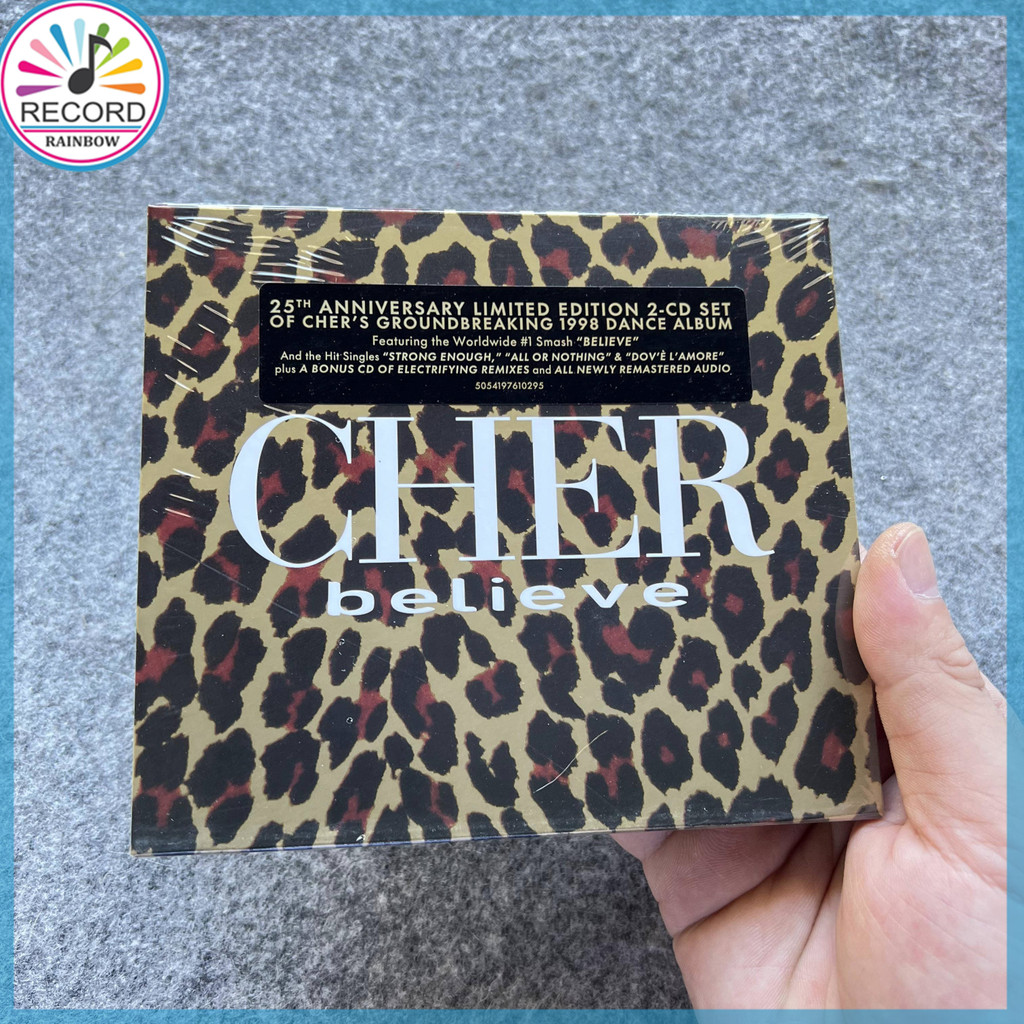 RECORD
RAINBOW
25TH ANNIVERSARY LIMITED EDITION 2-CD SET
OF CHER'S GROUNDBREAKING 1998 DANCE ALBUM
Featuring the Worldwide #1 Smash "BELIEVE"
And the Hit Singles "STRONG ENOUGH," "ALL OR NOTHING" & "DOV'È L'AMORE"
plus A BONUS CD OF ELECTRIFYING REMIXES and ALL NEWLY REMASTERED AUDIO
5054197610295
CHER
believe